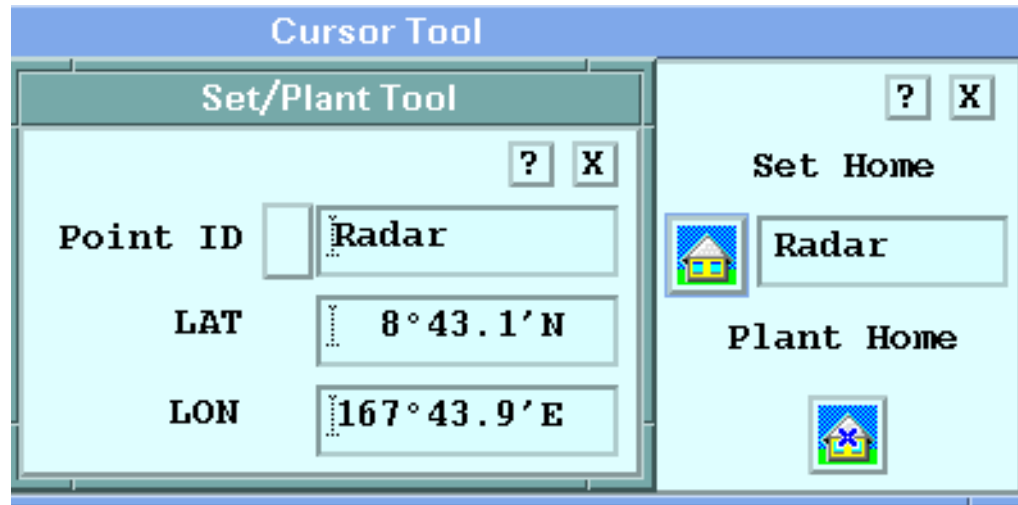 Cursor Tool
Set/Plant Tool
? X
Point ID Radar
LAT 8°43.1′N
LON 167°43.9′E
? X
Set Home
Radar
Plant Home
X